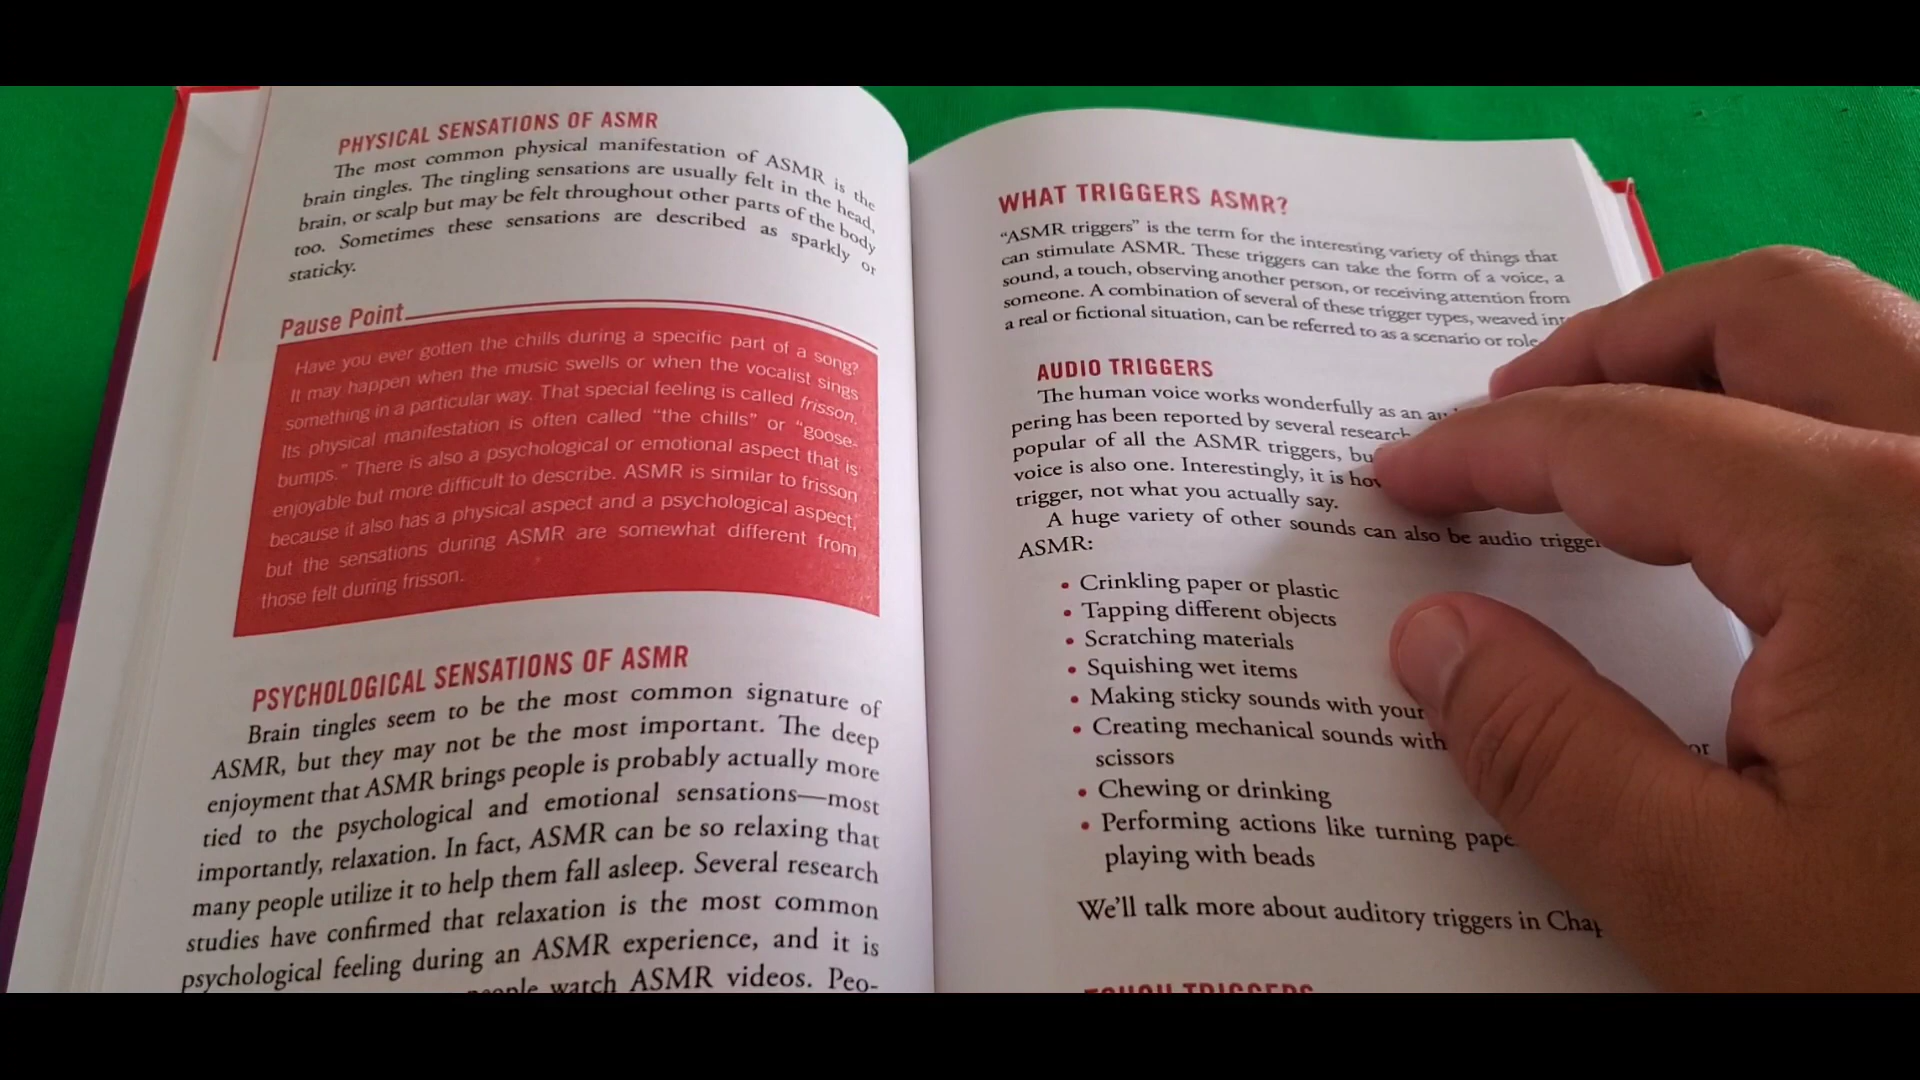 PHYSICAL SENSATIONS OF ASMR
The most common physical manifestation of ASMR is the
brain tingles. The tingling sensations are usually felt in the head,
brain, or scalp but may be felt throughout other parts of the body
too. Sometimes these sensations are described as sparkly or
staticky.
Pause Point
Have you ever gotten the chills during a specific part of a song?
It may happen when the music swells or when the vocalist sings
something in a particular way. That special feeling is called frisson.
Its physical manifestation is often called “the chills” or “goose-
bumps.” There is also a psychological or emotional aspect that is
enjoyable but more difficult to describe. ASMR is similar to frisson
because it also has a physical aspect and a psychological aspect,
but the sensations during ASMR are somewhat different from
those felt during frisson.
PSYCHOLOGICAL SENSATIONS OF ASMR
Brain tingles seem to be the most common signature of
ASMR, but they may not be the most important. The deep
enjoyment that ASMR brings people is probably actually more
tied to the psychological and emotional sensations—most
importantly, relaxation. In fact, ASMR can be so relaxing that
many people utilize it to help them fall asleep. Several research
studies have confirmed that relaxation is the most common
psychological feeling during an ASMR experience, and it is
people watch ASMR videos. Peo-
WHAT TRIGGERS ASMR?
“ASMR triggers” is the term for the interesting variety of things that
can stimulate ASMR. These triggers can take the form of a voice, a
sound, a touch, observing another person, or receiving attention from
someone. A combination of several of these trigger types, weaved
a real or fictional situation, can be referred to as a scenario or role
AUDIO TRIGGERS
The human voice works wonderfully as an
pering has been reported by several
popular of all the ASMR triggers,
voice is also one. Interestingly, it is
trigger, not what you actually say.
A huge variety of other sounds can also be audio
ASMR:
• Crinkling paper or plastic
• Tapping different objects
• Scratching materials
• Squishing wet items
• Making sticky sounds with your
• Creating mechanical sounds with or
scissors
• Chewing or drinking
• Performing actions like turning
playing with beads
We’ll talk more about auditory triggers in
TOUCH TRIGGERS